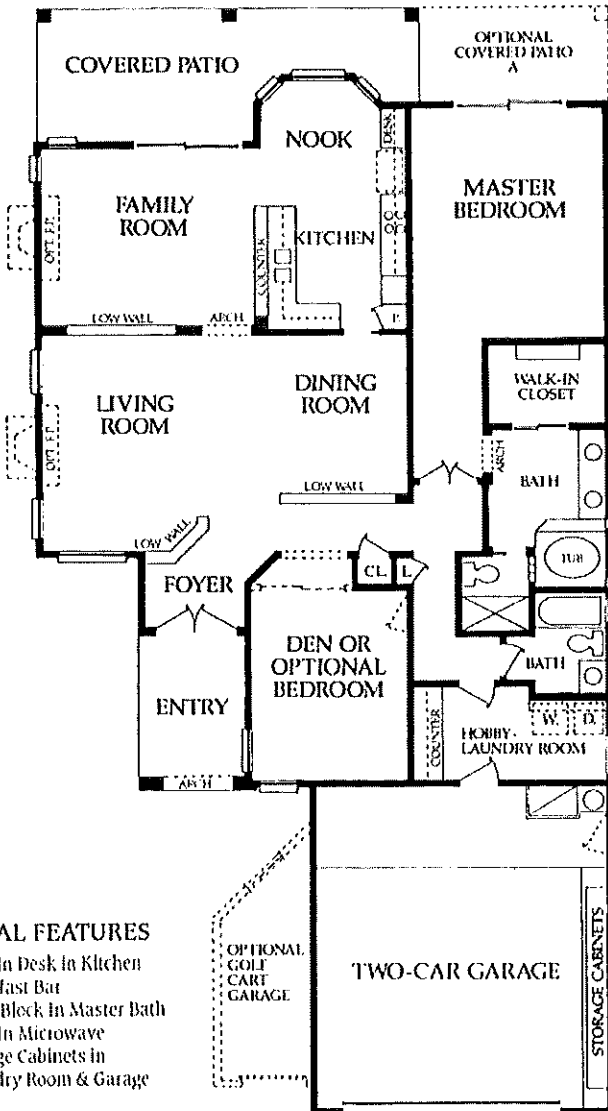 COVERED PATIO
OPTIONAL
COVERED PATIO
A
NOOK
DESK
FAMILY
ROOM
OPT. F.P.
COUNTER
KITCHEN
MASTER
BEDROOM
LOW WALL
ARCH
P.
LIVING
ROOM
OPT. F.P.
DINING
ROOM
WALK-IN
CLOSET
ARCH
BATH
LOW WALL
LOW WALL
TUB
FOYER
CL.
L.
DEN OR
OPTIONAL
BEDROOM
BATH
ENTRY
W.
D.
HOBBY-
LAUNDRY ROOM
COUNTER
ARCH
AL FEATURES
In Desk in Kitchen
fast Bar
Block In Master Bath
In Microwave
ge Cabinets in
dry Room & Garage
OPTIONAL
GOLF
CART
GARAGE
TWO-CAR GARAGE
STORAGE CABINETS